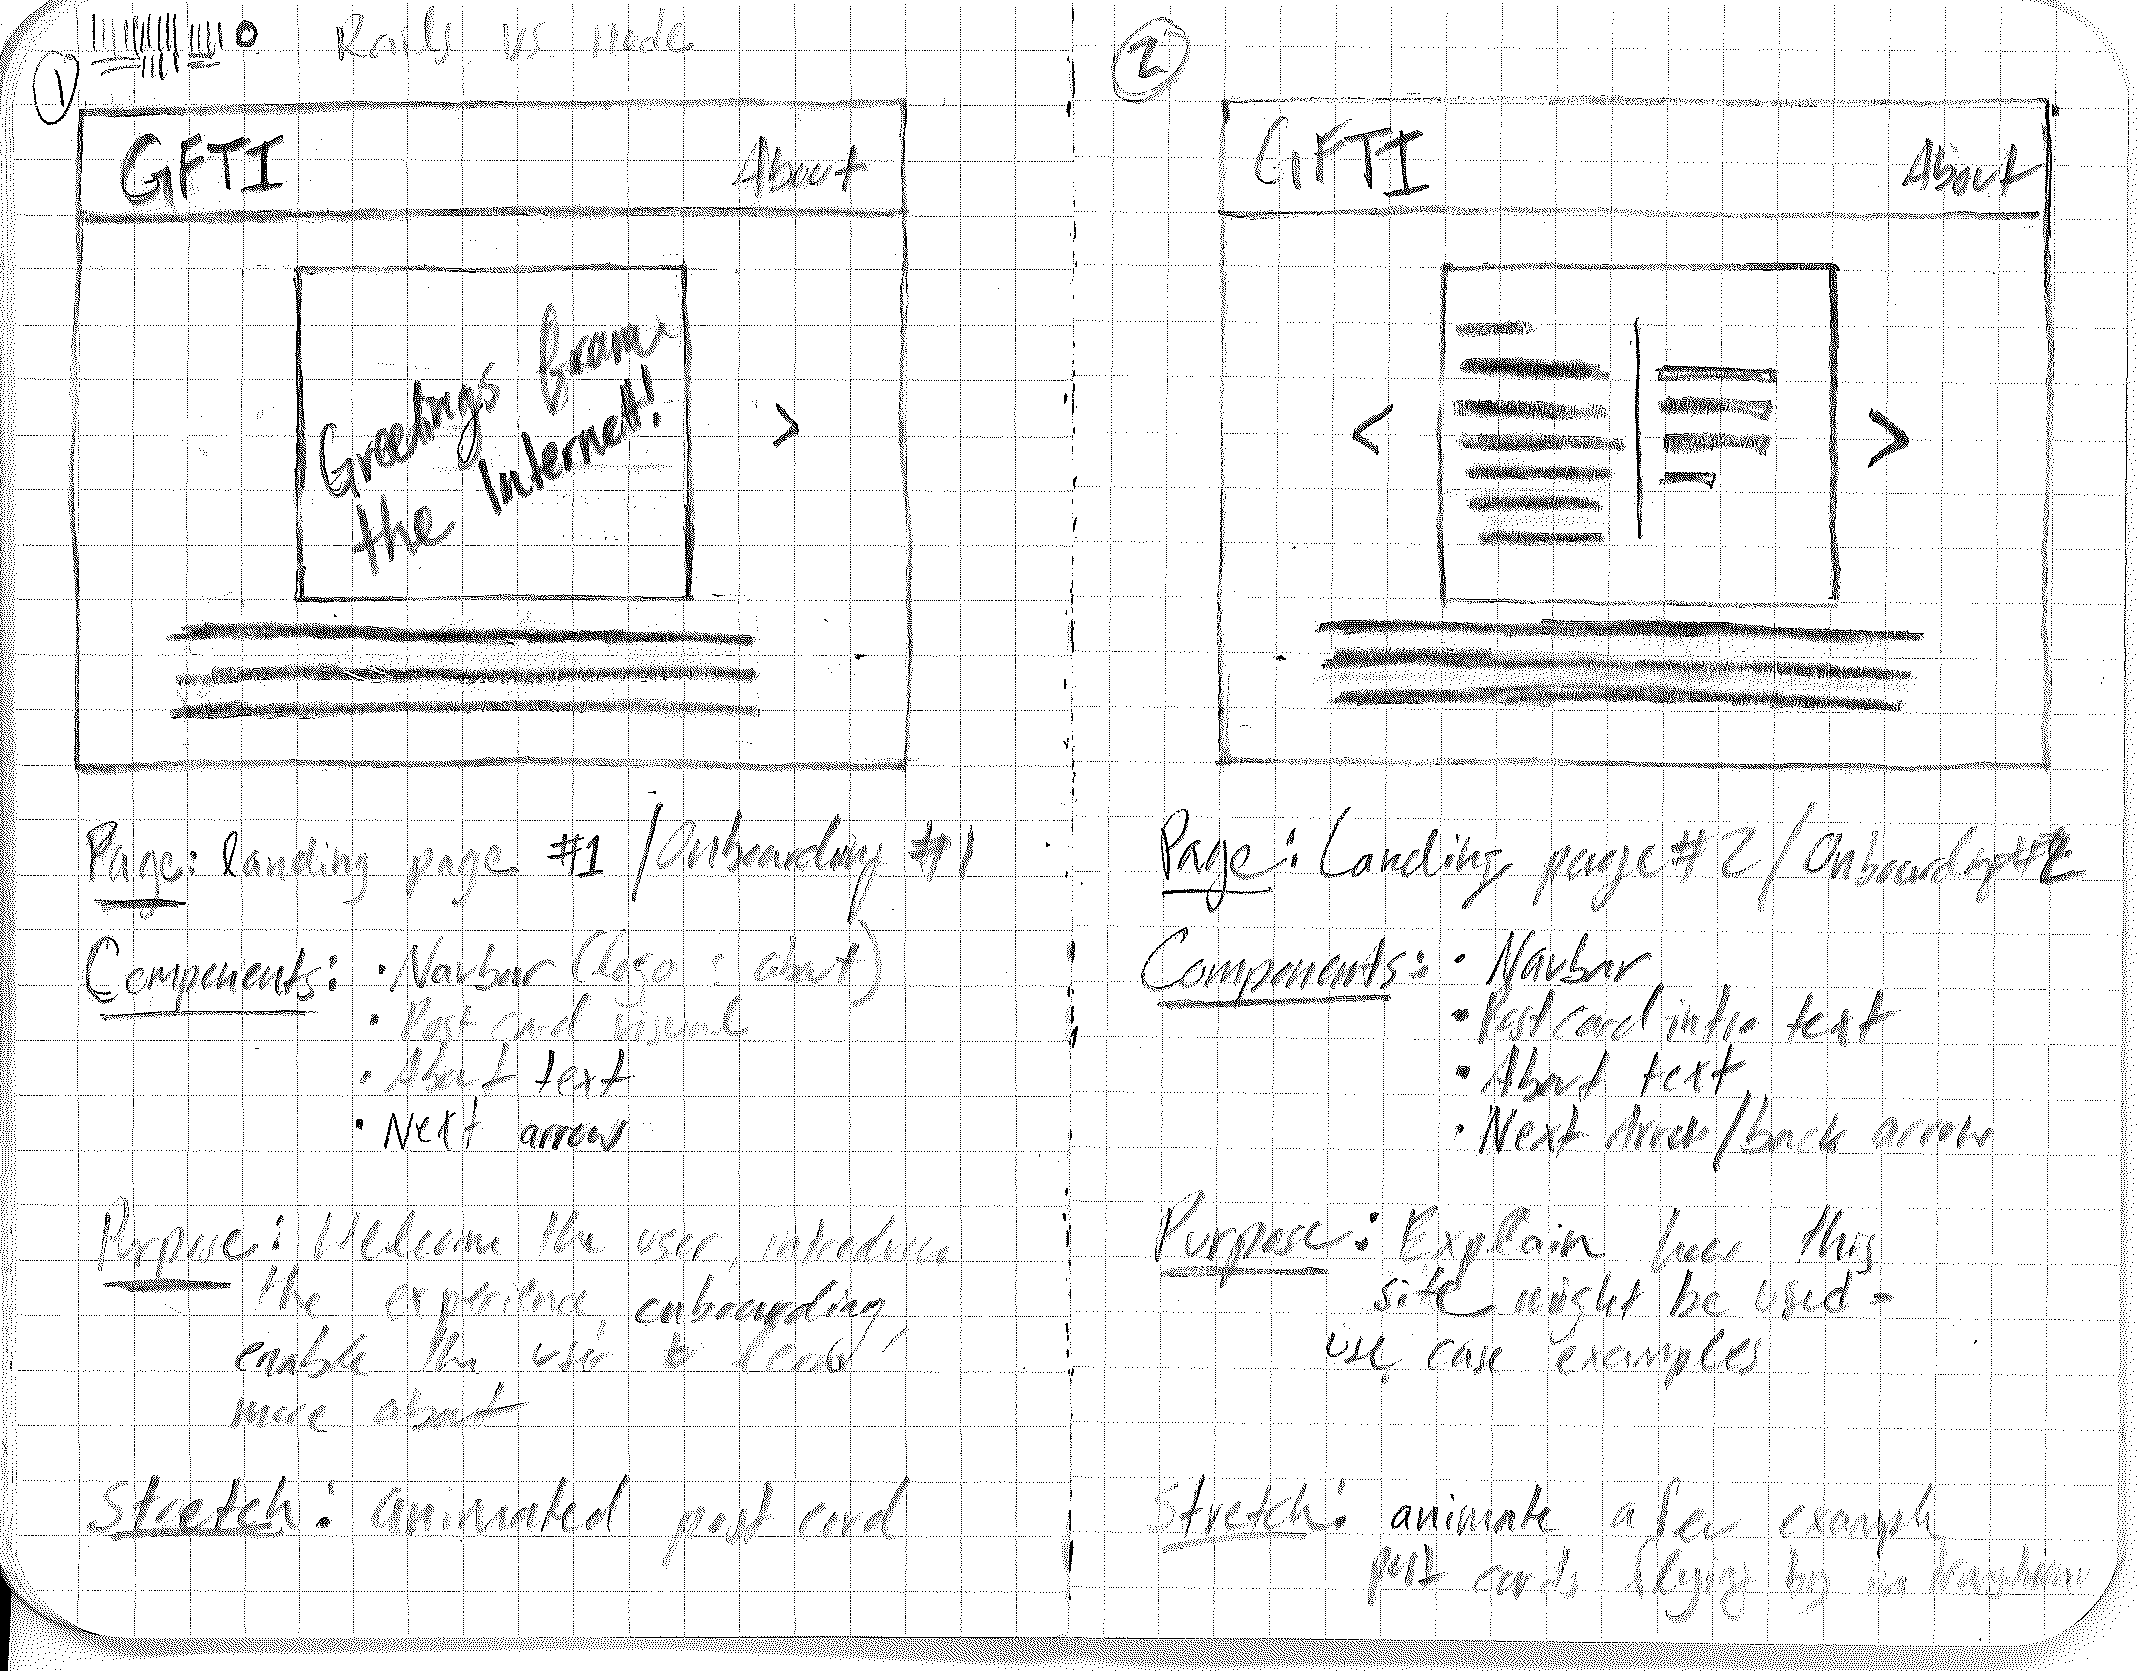 Rails vs Node
1
GFTI
About
Greetings from
the Internet!
>
Page: landing page #1 / Onboarding #1
Components: • Navbar (logo : about)
• Post card visual
• About text
• Next arrow
Purpose: Welcome the user, introduce
the experience, onboarding,
enable the user to learn
more about
Stretch: animated post card
2
GFTI
About
< >
Page: Landing page #2 / Onboarding #2
Components: • Navbar
• Postcard intro text
• About text
• Next Arrow/back arrow
Purpose: Explain how this
site might be used -
use case examples
Stretch: animate a few example
post cards flying by in